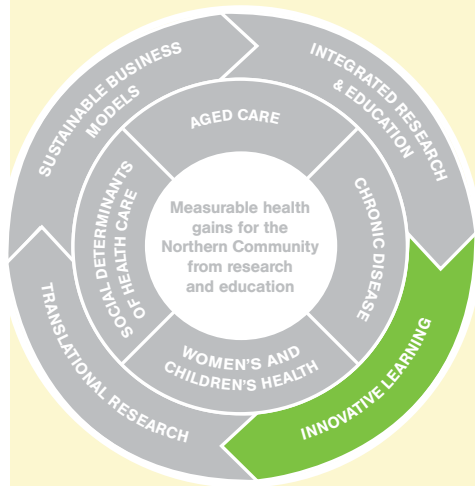 SUSTAINABLE BUSINESS
MODELS
INTEGRATED RESEARCH
& EDUCATION
AGED CARE
SOCIAL DETERMINANTS
OF HEALTH CARE
Measurable health
gains for the
Northern Community
from research
and education
CHRONIC DISEASE
WOMEN'S AND
CHILDREN'S HEALTH
TRANSLATIONAL RESEARCH
INNOVATIVE LEARNING